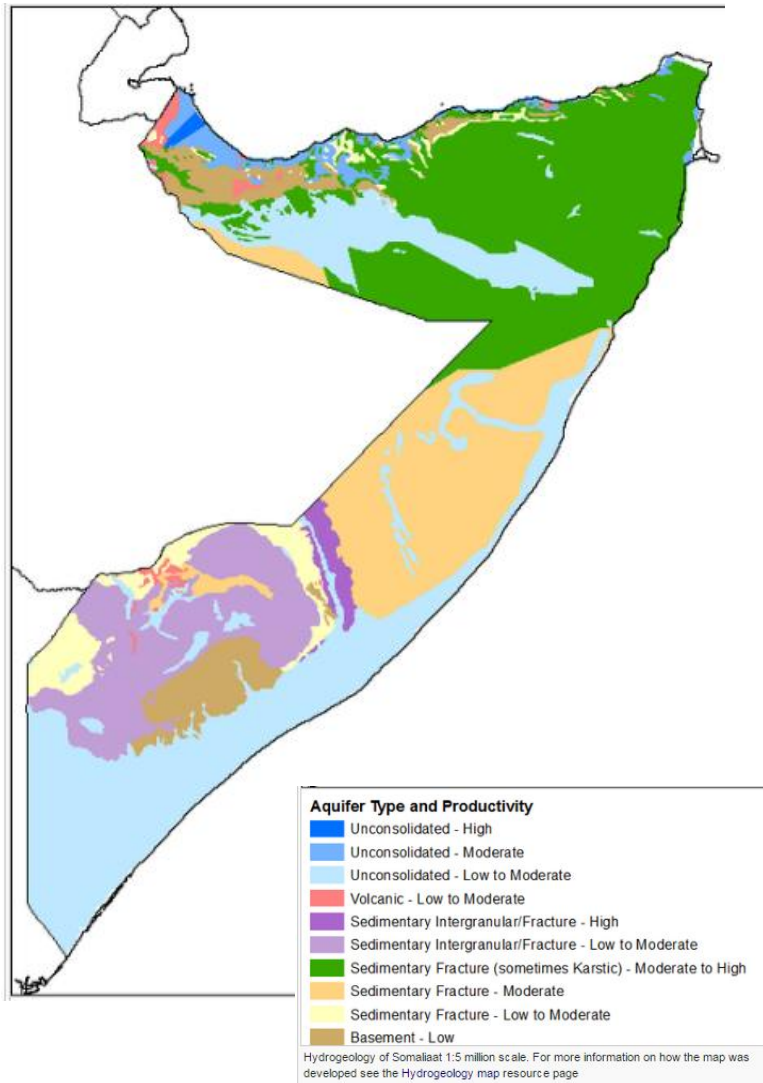 Aquifer Type and Productivity
Unconsolidated - High
Unconsolidated - Moderate
Unconsolidated - Low to Moderate
Volcanic - Low to Moderate
Sedimentary Intergranular/Fracture - High
Sedimentary Intergranular/Fracture - Low to Moderate
Sedimentary Fracture (sometimes Karstic) - Moderate to High
Sedimentary Fracture - Moderate
Sedimentary Fracture - Low to Moderate
Basement - Low
Hydrogeology of Somaliaat 1:5 million scale. For more information on how the map was
developed see the Hydrogeology map resource page